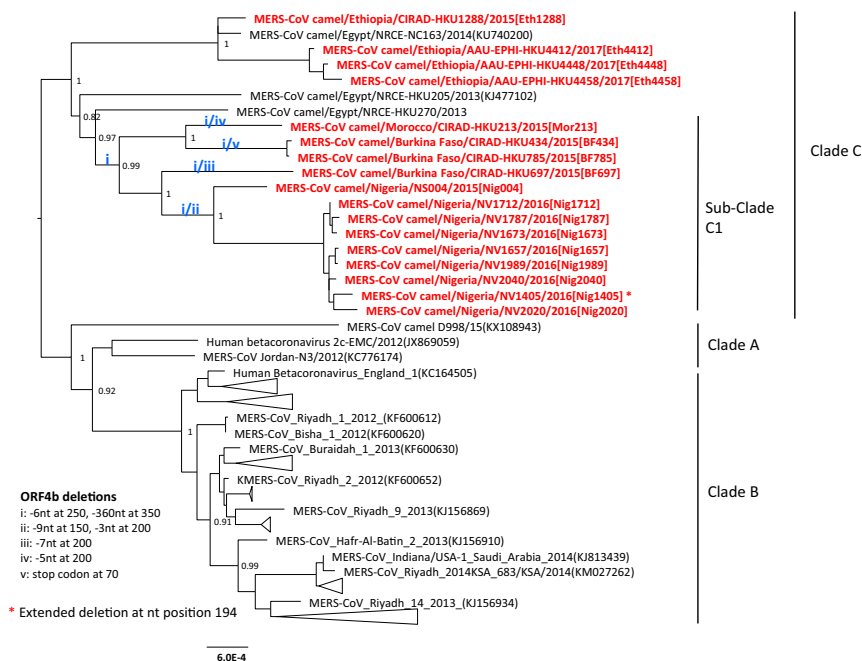 MERS-CoV camel/Ethiopia/CIRAD-HKU1288/2015[Eth1288]
MERS-CoV camel/Egypt/NRCE-NC163/2014(KU740200)
1
MERS-CoV camel/Ethiopia/AAU-EPHI-HKU4412/2017[Eth4412]
MERS-CoV camel/Ethiopia/AAU-EPHI-HKU4448/2017[Eth4448]
1
MERS-CoV camel/Ethiopia/AAU-EPHI-HKU4458/2017[Eth4458]
MERS-CoV camel/Egypt/NRCE-HKU205/2013(KJ477102)
0.82
MERS-CoV camel/Egypt/NRCE-HKU270/2013
i/iv
MERS-CoV camel/Morocco/CIRAD-HKU213/2015[Mor213]
0.97
1
i/v
MERS-CoV camel/Burkina Faso/CIRAD-HKU434/2015[BF434]
Clade C
MERS-CoV camel/Burkina Faso/CIRAD-HKU785/2015[BF785]
i
0.99
i/iii
MERS-CoV camel/Burkina Faso/CIRAD-HKU697/2015[BF697]
MERS-CoV camel/Nigeria/NS004/2015[Nig004]
1
i/ii
1
MERS-CoV camel/Nigeria/NV1712/2016[Nig1712]
Sub-Clade
C1
MERS-CoV camel/Nigeria/NV1787/2016[Nig1787]
MERS-CoV camel/Nigeria/NV1673/2016[Nig1673]
MERS-CoV camel/Nigeria/NV1657/2016[Nig1657]
MERS-CoV camel/Nigeria/NV1989/2016[Nig1989]
MERS-CoV camel/Nigeria/NV2040/2016[Nig2040]
MERS-CoV camel/Nigeria/NV1405/2016[Nig1405] *
MERS-CoV camel/Nigeria/NV2020/2016[Nig2020]
MERS-CoV camel D998/15(KX108943)
Human betacoronavirus 2c-EMC/2012(JX869059)
Clade A
1
MERS-CoV Jordan-N3/2012(KC776174)
Human Betacoronavirus_England_1(KC164505)
0.92
MERS-CoV_Riyadh_1_2012_(KF600612)
1
MERS-CoV_Bisha_1_2012(KF600620)
MERS-CoV_Buraidah_1_2013(KF600630)
KMERS-CoV_Riyadh_2_2012(KF600652)
Clade B
MERS-CoV_Riyadh_9_2013(KJ156869)
0.91
MERS-CoV_Hafr-Al-Batin_2_2013(KJ156910)
MERS-CoV_Indiana/USA-1_Saudi_Arabia_2014(KJ813439)
0.99
MERS-CoV_Riyadh_2014KSA_683/KSA/2014(KM027262)
MERS-CoV_Riyadh_14_2013_(KJ156934)
ORF4b deletions
i: -6nt at 250, -360nt at 350
ii: -9nt at 150, -3nt at 200
iii: -7nt at 200
iv: -5nt at 200
v: stop codon at 70
* Extended deletion at nt position 194
6.0E-4